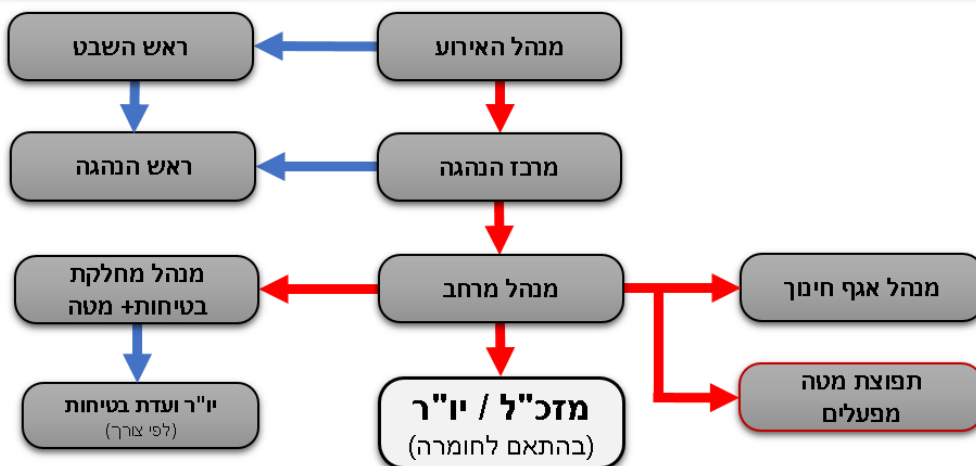 מנהל האירוע
ראש השבט
מרכז הנהגה
ראש הנהגה
מנהל אגף חינוך
מנהל מרחב
מנהל מחלקת
בטיחות+ מטה
תפוצת מטה
מפעלים
מזכ"ל / יו"ר
(בהתאם לחומרה)
יו"ר ועדת בטיחות
(לפי צורך)